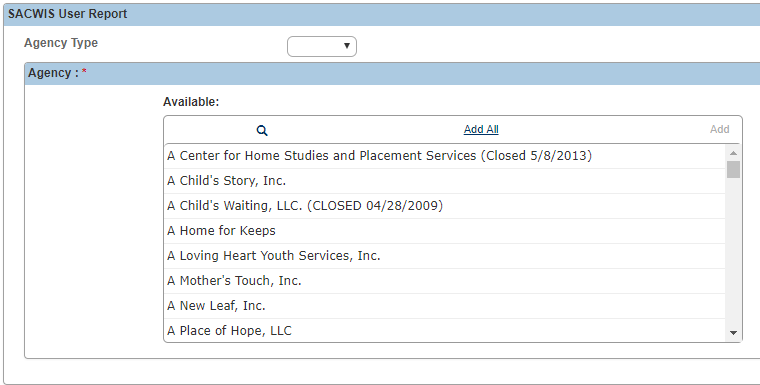 SACWIS User Report
Agency Type
Agency : *
Available:
Add All Add
A Center for Home Studies and Placement Services (Closed 5/8/2013)
A Child's Story, Inc.
A Child's Waiting, LLC. (CLOSED 04/28/2009)
A Home for Keeps
A Loving Heart Youth Services, Inc.
A Mother's Touch, Inc.
A New Leaf, Inc.
A Place of Hope, LLC